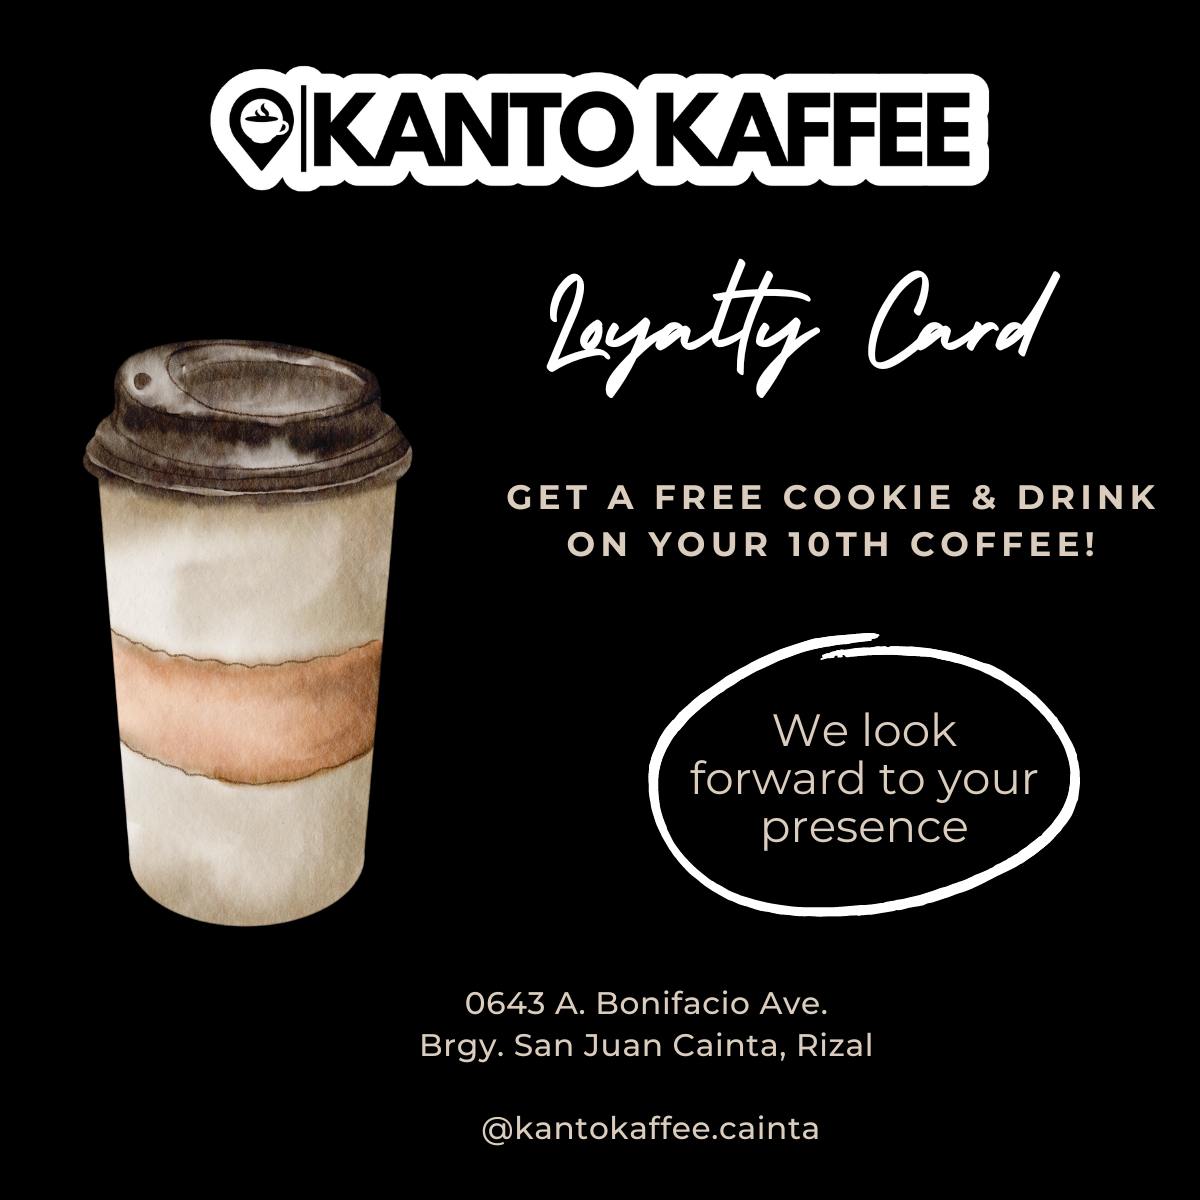 KANTO KAFFEE
Loyalty Card
GET A FREE COOKIE & DRINK
ON YOUR 10TH COFFEE!
We look
forward to your
presence
0643 A. Bonifacio Ave.
Brgy. San Juan Cainta, Rizal
@kantokaffee.cainta